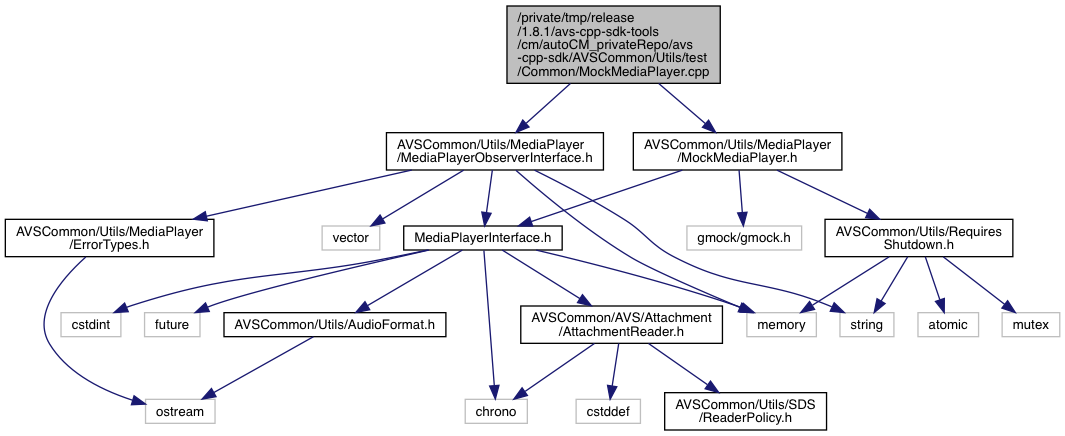 /private/tmp/release
/1.8.1/avs-cpp-sdk-tools
/cm/autoCM_privateRepo/avs
-cpp-sdk/AVSCommon/Utils/test
/Common/MockMediaPlayer.cpp
AVSCommon/Utils/MediaPlayer
/MediaPlayerObserverInterface.h
AVSCommon/Utils/MediaPlayer
/MockMediaPlayer.h
AVSCommon/Utils/MediaPlayer
/ErrorTypes.h
vector
MediaPlayerInterface.h
gmock/gmock.h
AVSCommon/Utils/Requires
Shutdown.h
cstdint
future
AVSCommon/Utils/AudioFormat.h
AVSCommon/AVS/Attachment
/AttachmentReader.h
memory
string
atomic
mutex
ostream
chrono
cstddef
AVSCommon/Utils/SDS
/ReaderPolicy.h